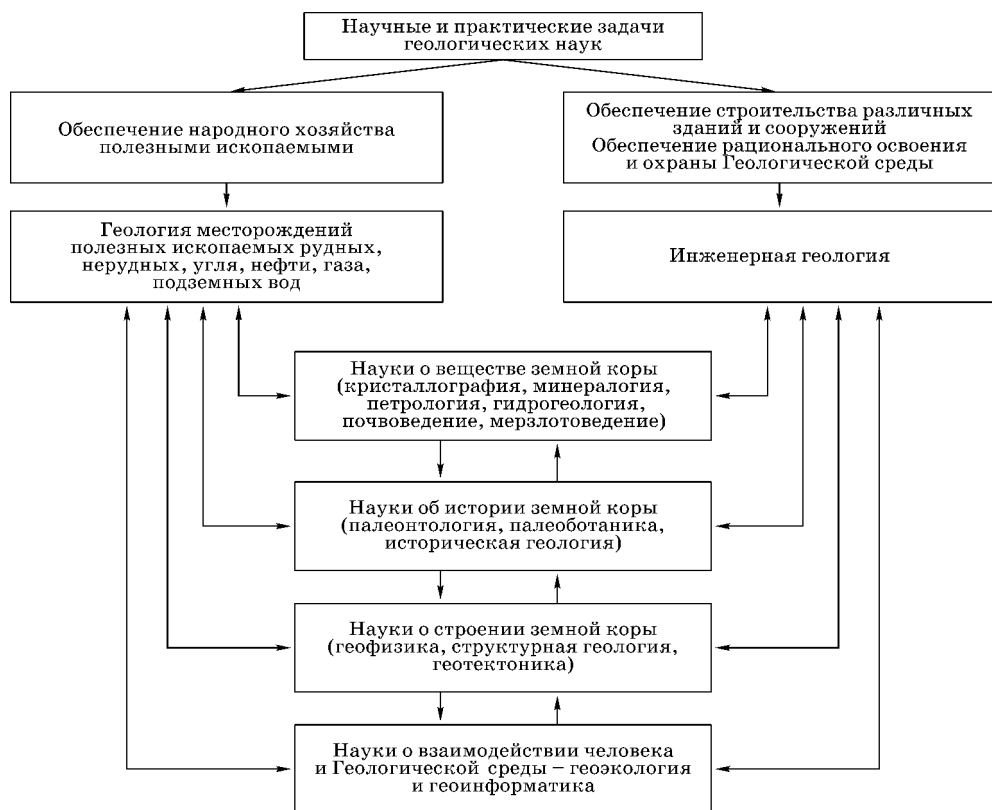 Научные и практические задачи
геологических наук
Обеспечение народного хозяйства
полезными ископаемыми
Обеспечение строительства различных
зданий и сооружений
Обеспечение рационального освоения
и охраны Геологической среды
Геология месторождений
полезных ископаемых рудных,
нерудных, угля, нефти, газа,
подземных вод
Инженерная геология
Науки о веществе земной коры
(кристаллография, минералогия,
петрология, гидрогеология,
почвоведение, мерзлотоведение)
Науки об истории земной коры
(палеонтология, палеоботаника,
историческая геология)
Науки о строении земной коры
(геофизика, структурная геология,
геотектоника)
Науки о взаимодействии человека
и Геологической среды – геоэкология
и геоинформатика